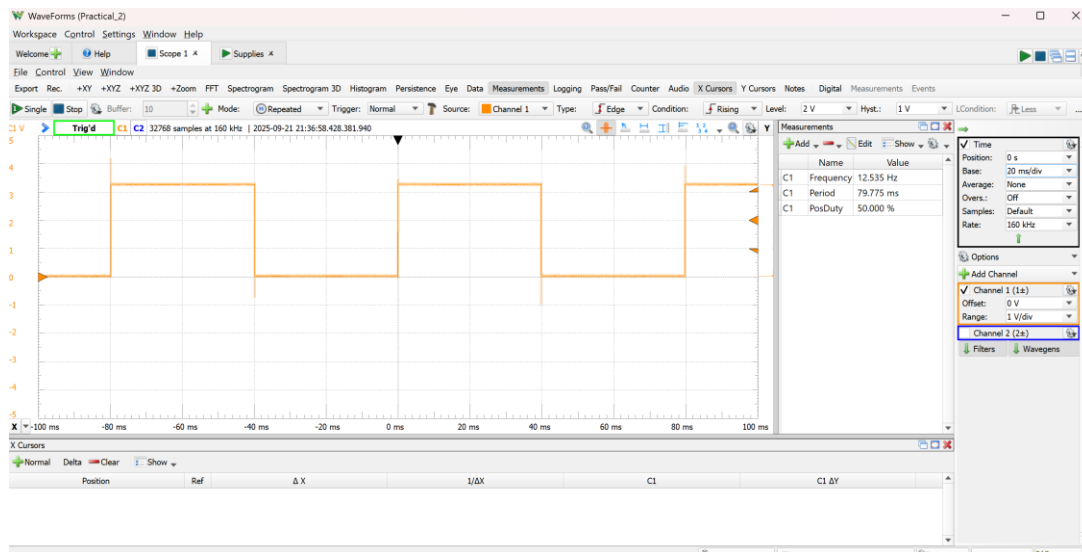 WaveForms (Practical_2)
Workspace Control Settings Window Help
Welcome Help Scope 1 Supplies
File Control View Window
Export Rec. +XY +XYZ +XYZ 3D +Zoom FFT Spectrogram Spectrogram 3D Histogram Persistence Eye Data Measurements Logging Pass/Fail Counter Audio X Cursors Y Cursors Notes Digital Measurements Events
Single Stop Buffer: 10 Mode: Repeated Trigger: Normal Source: Channel 1 Type: Edge Condition: Rising Level: 2 V Hyst.: 1 V LCondition: Less ...
C1 V Trig'd C1 C2 32768 samples at 160 kHz | 2025-09-21 21:36:58.428.381.940 Y
5
4
3
2
1
0
-1
-2
-3
-4
-5
X -100 ms -80 ms -60 ms -40 ms -20 ms 0 ms 20 ms 40 ms 60 ms 80 ms 100 ms
Measurements
Add Edit Show
Name Value
C1 Frequency 12.535 Hz
C1 Period 79.775 ms
C1 PosDuty 50.000 %
Time
Position: 0 s
Base: 20 ms/div
Average: None
Overs.: Off
Samples: Default
Rate: 160 kHz
Options
Add Channel
Channel 1 (1±)
Offset: 0 V
Range: 1 V/div
Channel 2 (2±)
Filters Wavegens
X Cursors
Normal Delta Clear Show
Position Ref Δ X 1/ΔX C1 C1 ΔY